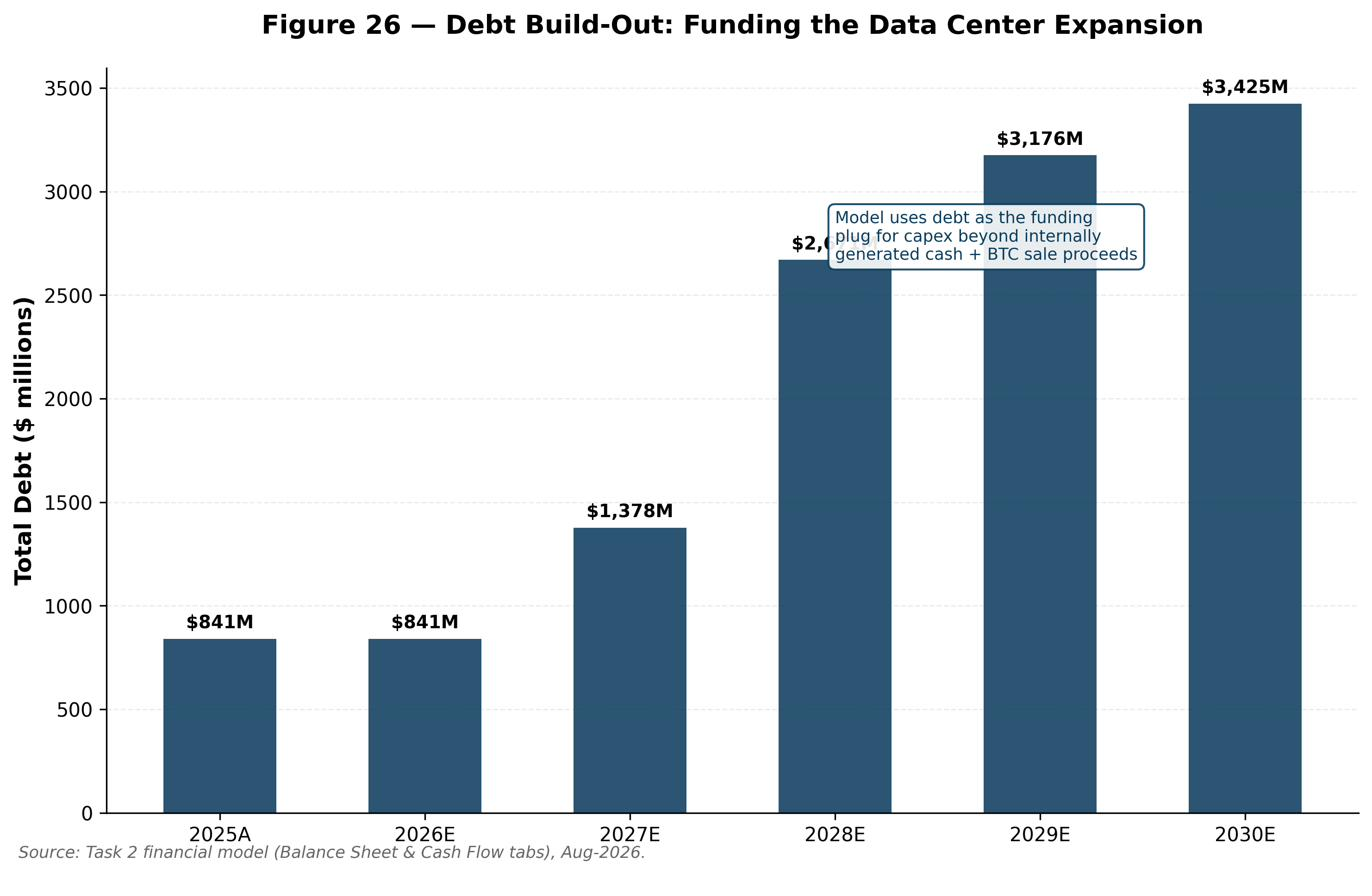 Figure 26 — Debt Build-Out: Funding the Data Center Expansion
Total Debt ($ millions)
3500
3000
2500
2000
1500
1000
500
0
$841M
$841M
$1,378M
$3,176M
$3,425M
Model uses debt as the funding
plug for capex beyond internally
generated cash + BTC sale proceeds
2025A
2026E
2027E
2028E
2029E
2030E
Source: Task 2 financial model (Balance Sheet & Cash Flow tabs), Aug-2026.